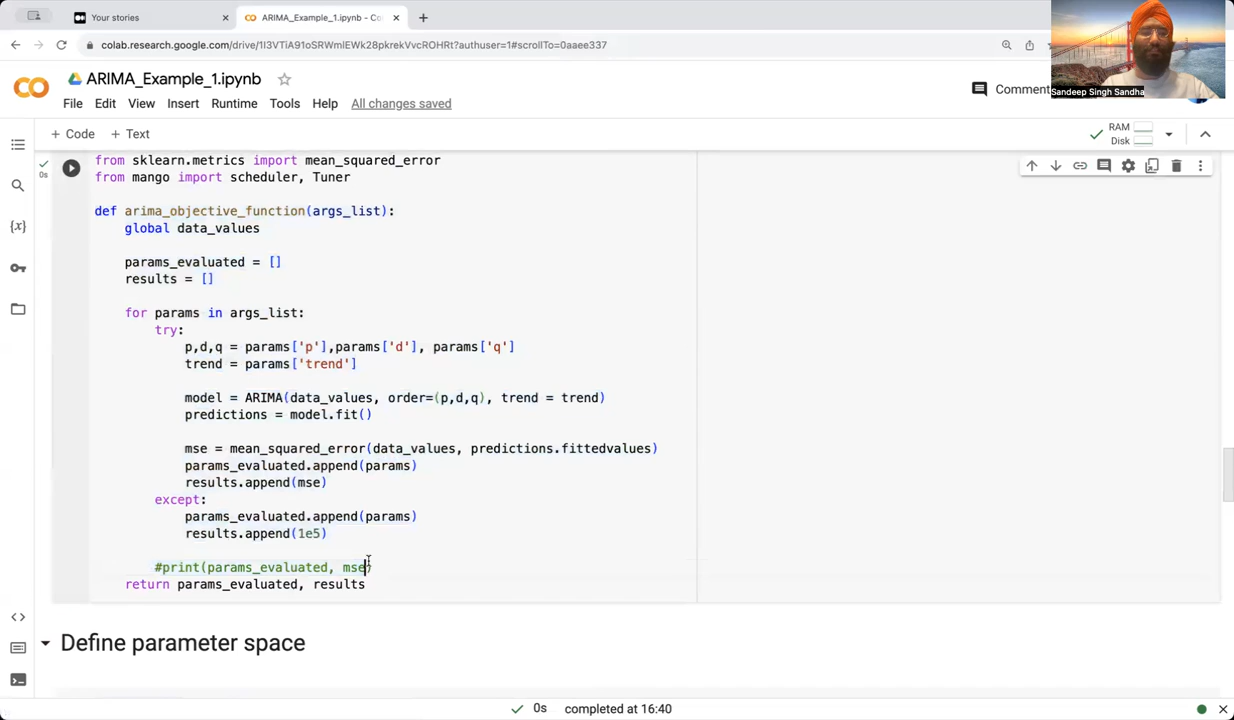 Your stories
ARIMA_Example_1.ipynb - Co
colab.research.google.com/drive/1I3VTiA91oSRWmIEWk28pkrekVvcROHRt?authuser=1#scrollTo=0aaee337
ARIMA_Example_1.ipynb
File Edit View Insert Runtime Tools Help All changes saved
Comment
Sandeep Singh Sandha
+ Code + Text
RAM
Disk
0s
from sklearn.metrics import mean_squared_error
from mango import scheduler, Tuner
def arima_objective_function(args_list):
global data_values
params_evaluated = []
results = []
for params in args_list:
try:
p,d,q = params['p'],params['d'], params['q']
trend = params['trend']
model = ARIMA(data_values, order=(p,d,q), trend = trend)
predictions = model.fit()
mse = mean_squared_error(data_values, predictions.fittedvalues)
params_evaluated.append(params)
results.append(mse)
except:
params_evaluated.append(params)
results.append(1e5)
#print(params_evaluated, mse)
return params_evaluated, results
Define parameter space
0s completed at 16:40